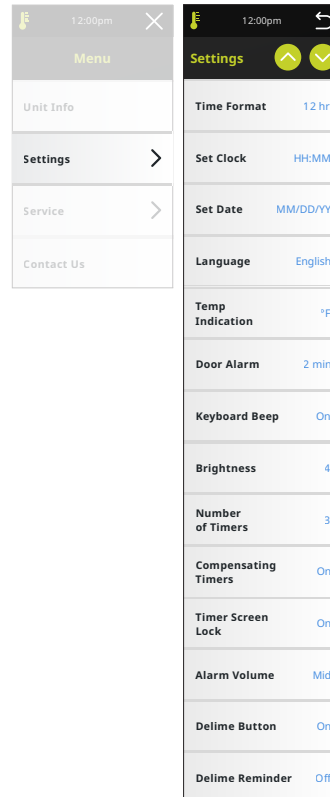 12:00pm
Menu
Unit Info
Settings
Service
Contact Us
12:00pm
Settings
Time Format 12 hr
Set Clock HH:MM
Set Date MM/DD/YY
Language English
Temp
Indication °F
Door Alarm 2 min
Keyboard Beep On
Brightness 4
Number
of Timers 3
Compensating
Timers On
Timer Screen
Lock On
Alarm Volume Mid
Delime Button On
Delime Reminder Off